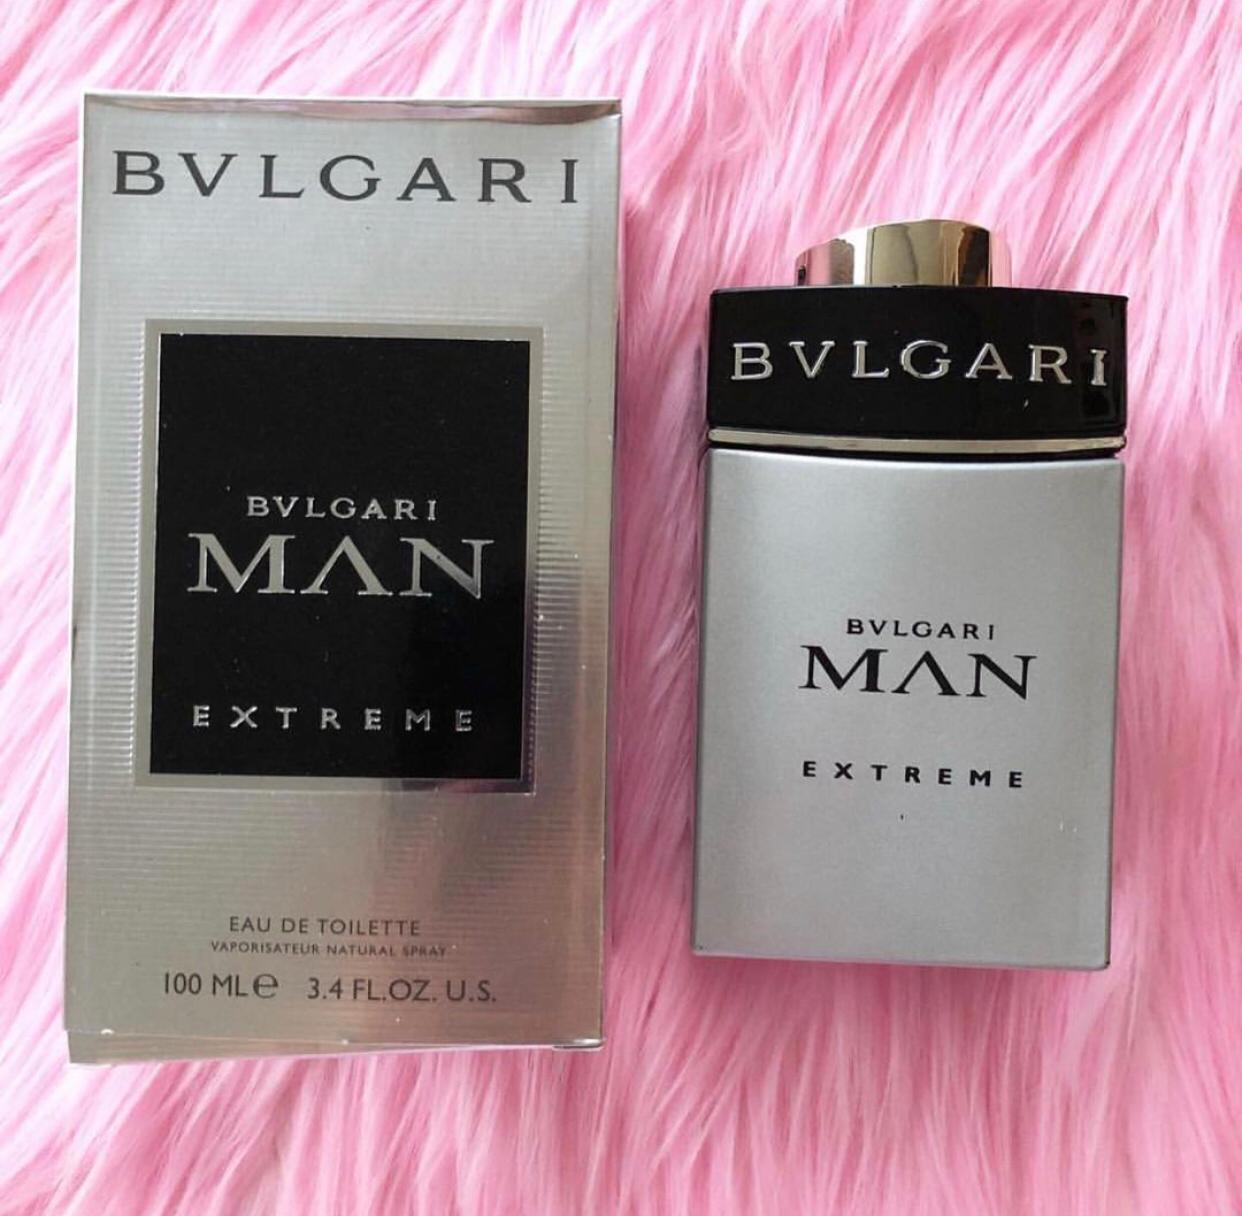 BVLGARI
BVLGARI
MAN
EXTREME
EAU DE TOILETTE
VAPORISATEUR NATURAL SPRAY
100 ML℮ 3.4 FL.OZ. U.S.
BVLGARI
BVLGARI
MAN
EXTREME